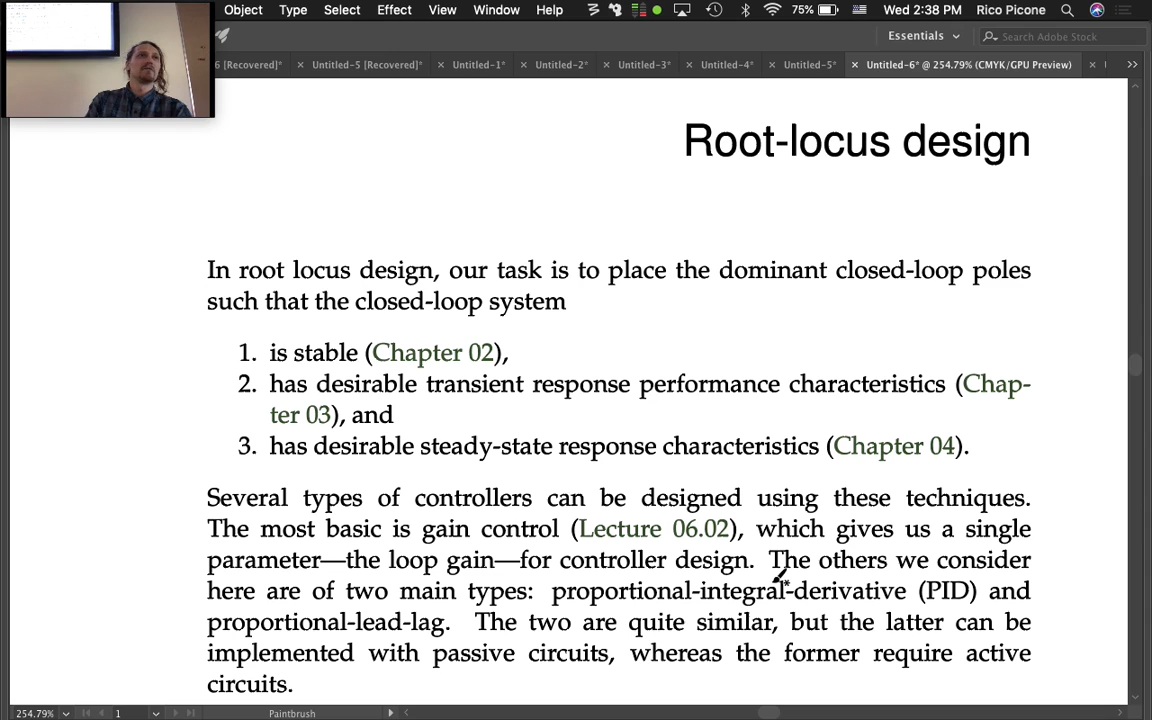 Object Type Select Effect View Window Help 75% Wed 2:38 PM Rico Picone
Essentials Search Adobe Stock
6 [Recovered]* × Untitled-5 [Recovered]* × Untitled-1* × Untitled-2* × Untitled-3* × Untitled-4* × Untitled-5* × Untitled-6* @ 254.79% (CMYK/GPU Preview) ×
Root-locus design
In root locus design, our task is to place the dominant closed-loop poles
such that the closed-loop system
1. is stable (Chapter 02),
2. has desirable transient response performance characteristics (Chap-
ter 03), and
3. has desirable steady-state response characteristics (Chapter 04).
Several types of controllers can be designed using these techniques.
The most basic is gain control (Lecture 06.02), which gives us a single
parameter—the loop gain—for controller design. The others we consider
here are of two main types: proportional-integral-derivative (PID) and
proportional-lead-lag. The two are quite similar, but the latter can be
implemented with passive circuits, whereas the former require active
circuits.
254.79% 1 Paintbrush